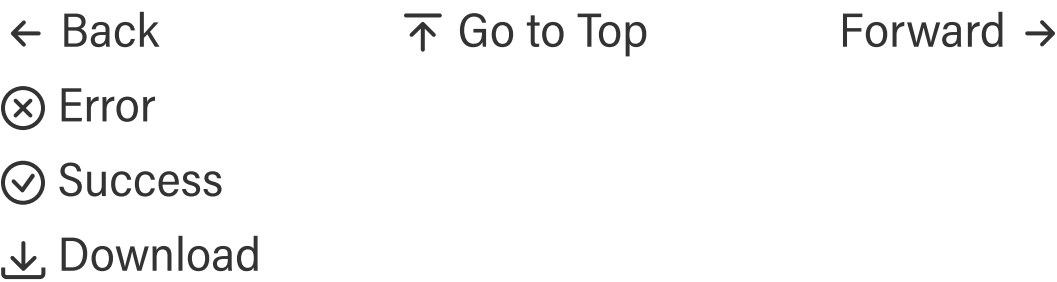 ← Back ⤒ Go to Top Forward →
Error
Success
Download